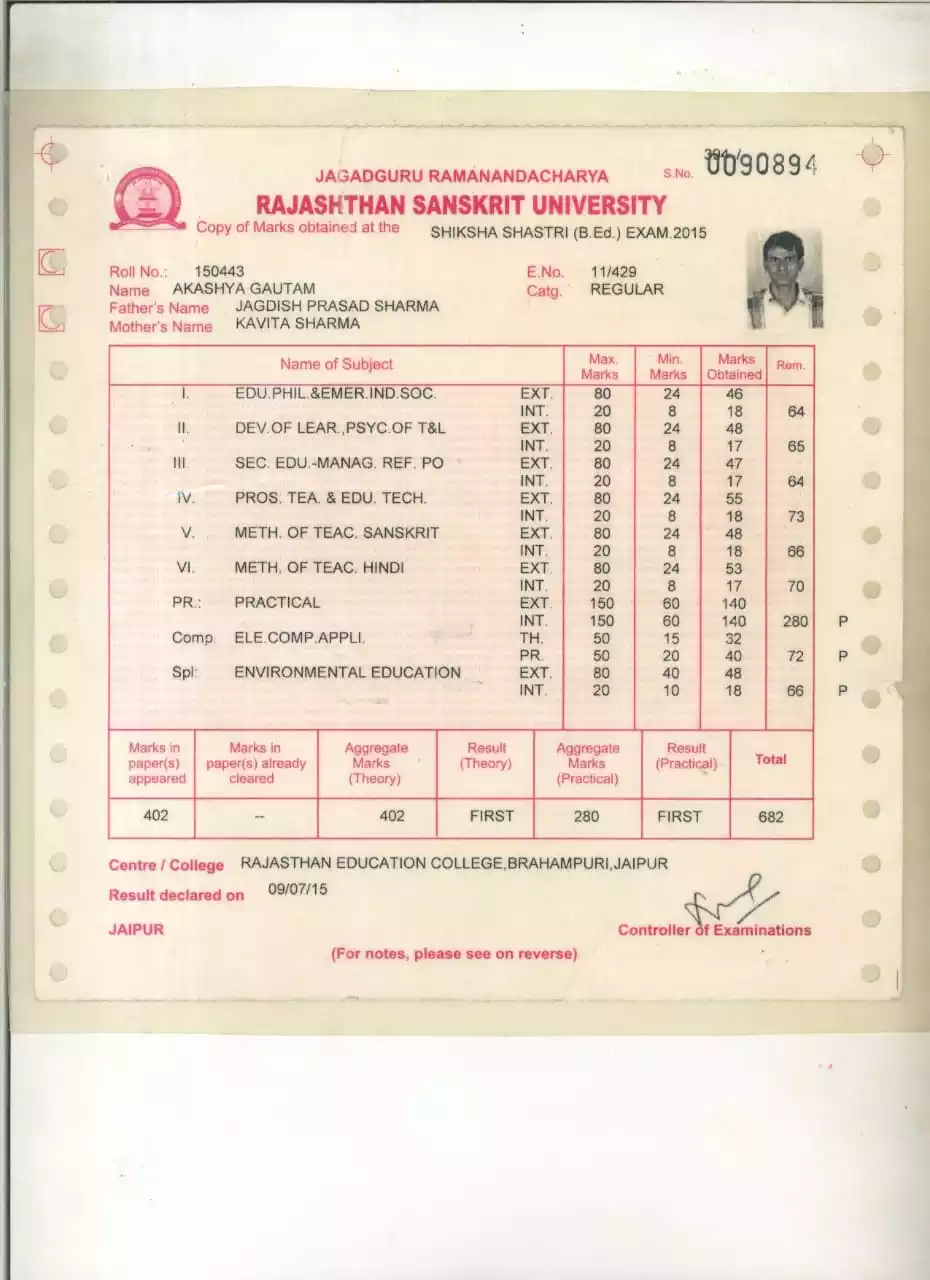 JAGADGURU RAMANANDACHARYA
S.No. 0090894
RAJASHTHAN SANSKRIT UNIVERSITY
Copy of Marks obtained at the SHIKSHA SHASTRI (B.Ed.) EXAM.2015
Roll No.: 150443 E.No. 11/429
Name AKASHYA GAUTAM Catg. REGULAR
Father's Name JAGDISH PRASAD SHARMA
Mother's Name KAVITA SHARMA
Name of Subject Max. Marks Min. Marks Marks Obtained Rem.
I. EDU.PHIL.&EMER.IND.SOC. EXT. 80 24 46
INT. 20 8 18 64
II. DEV.OF LEAR.,PSYC.OF T&L EXT. 80 24 48
INT. 20 8 17 65
III. SEC. EDU.-MANAG. REF. PO EXT. 80 24 47
INT. 20 8 17 64
IV. PROS. TEA. & EDU. TECH. EXT. 80 24 55
INT. 20 8 18 73
V. METH. OF TEAC. SANSKRIT EXT. 80 24 48
INT. 20 8 18 66
VI. METH. OF TEAC. HINDI EXT. 80 24 53
INT. 20 8 17 70
PR.: PRACTICAL EXT. 150 60 140
INT. 150 60 140 280 P
Comp. ELE.COMP.APPLI. TH. 50 15 32
PR. 50 20 40 72 P
Spl: ENVIRONMENTAL EDUCATION EXT. 80 40 48
INT. 20 10 18 66 P
Marks in paper(s) appeared Marks in paper(s) already cleared Aggregate Marks (Theory) Result (Theory) Aggregate Marks (Practical) Result (Practical) Total
402 -- 402 FIRST 280 FIRST 682
Centre / College RAJASTHAN EDUCATION COLLEGE,BRAHAMPURI,JAIPUR
Result declared on 09/07/15
JAIPUR Controller of Examinations
(For notes, please see on reverse)